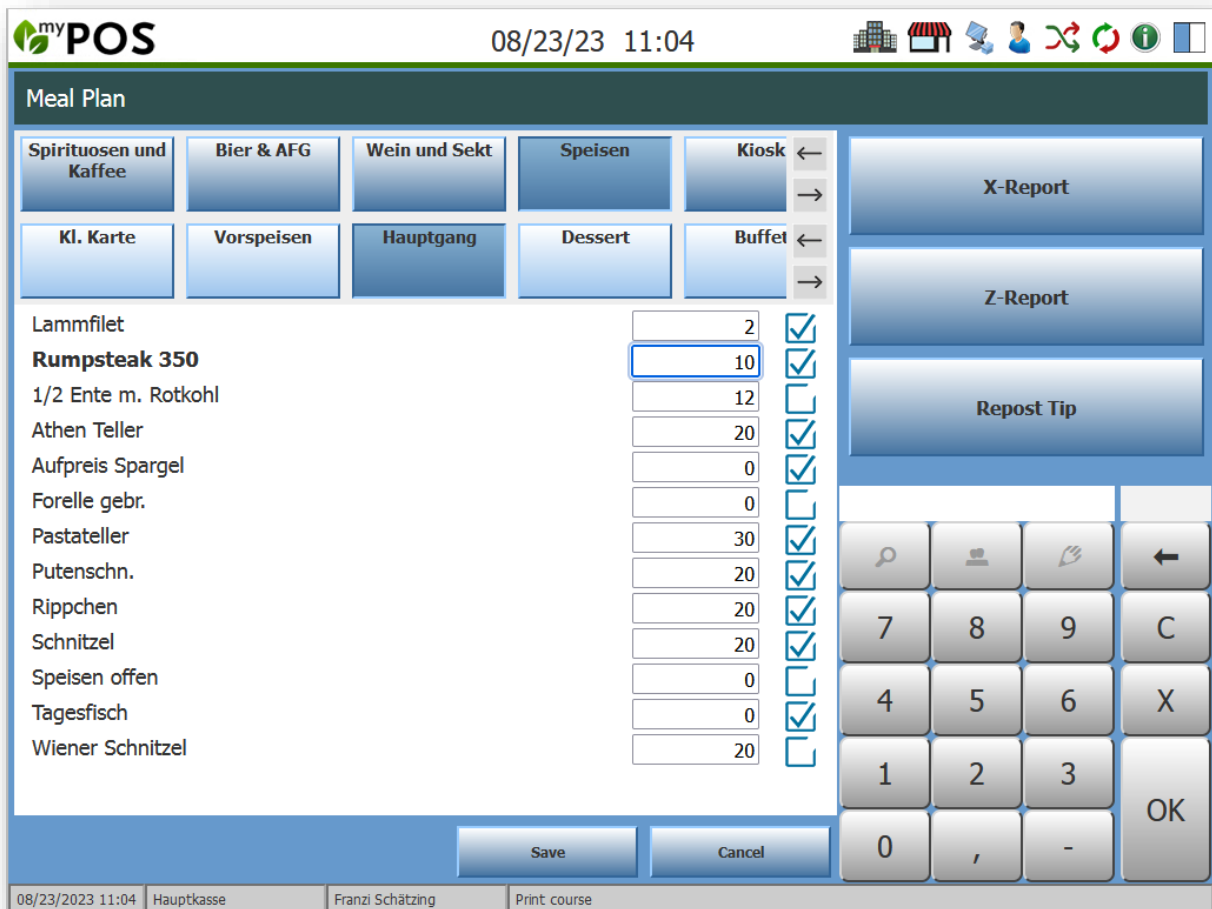 myPOS 08/23/23 11:04
Meal Plan
Spirituosen und Kaffee Bier & AFG Wein und Sekt Speisen Kiosk ←
→
Kl. Karte Vorspeisen Hauptgang Dessert Buffet ←
→
Lammfilet 2
Rumpsteak 350 10
1/2 Ente m. Rotkohl 12
Athen Teller 20
Aufpreis Spargel 0
Forelle gebr. 0
Pastateller 30
Putenschn. 20
Rippchen 20
Schnitzel 20
Speisen offen 0
Tagesfisch 0
Wiener Schnitzel 20
Save Cancel
X-Report
Z-Report
Repost Tip
7 8 9 C
4 5 6 X
1 2 3
OK
0 , -
08/23/2023 11:04 Hauptkasse Franzi Schätzing Print course